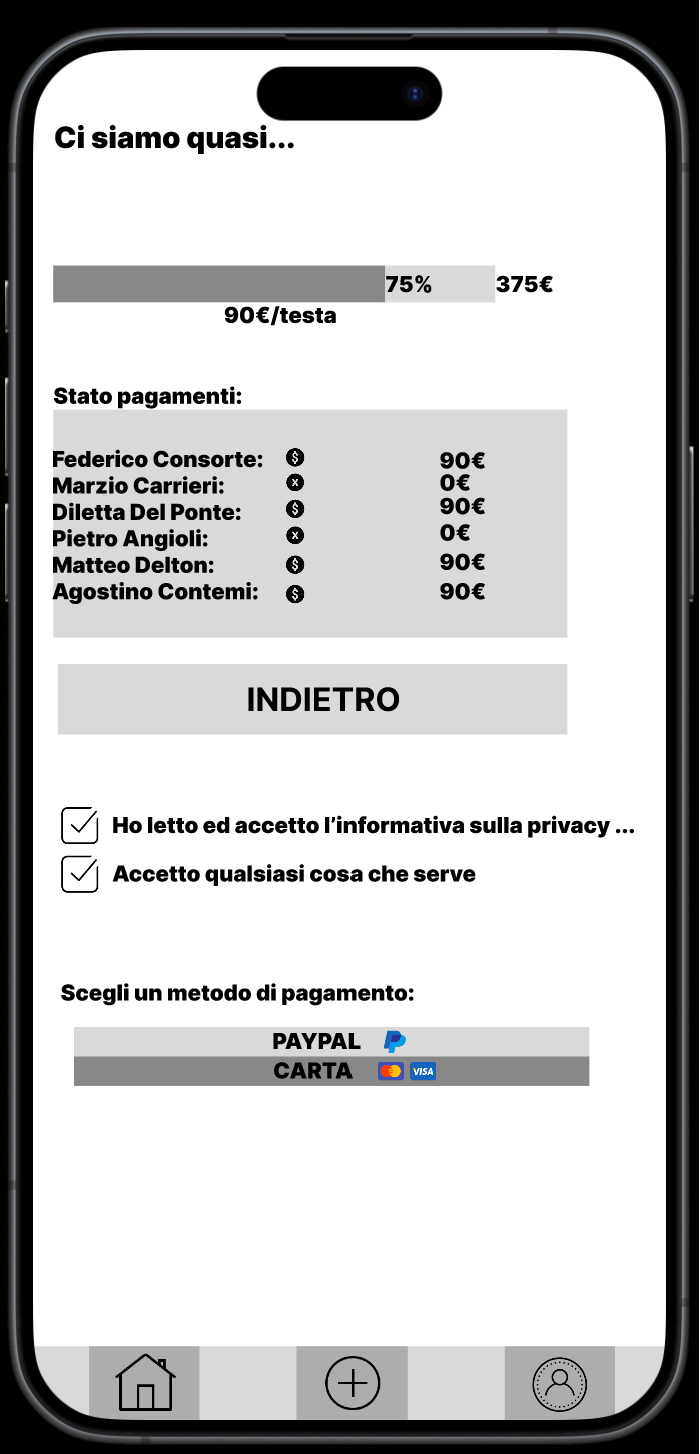 Ci siamo quasi...
75% 375€
90€/testa
Stato pagamenti:
Federico Consorte: $ 90€
Marzio Carrieri: x 0€
Diletta Del Ponte: $ 90€
Pietro Angioli: x 0€
Matteo Delton: $ 90€
Agostino Contemi: $ 90€
INDIETRO
Ho letto ed accetto l’informativa sulla privacy ...
Accetto qualsiasi cosa che serve
Scegli un metodo di pagamento:
PAYPAL
CARTA VISA